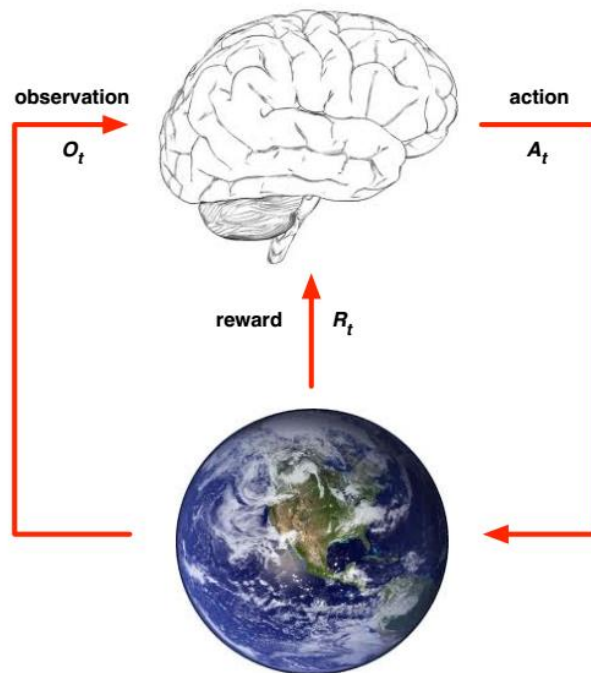 observation
O_t
action
A_t
reward
R_t